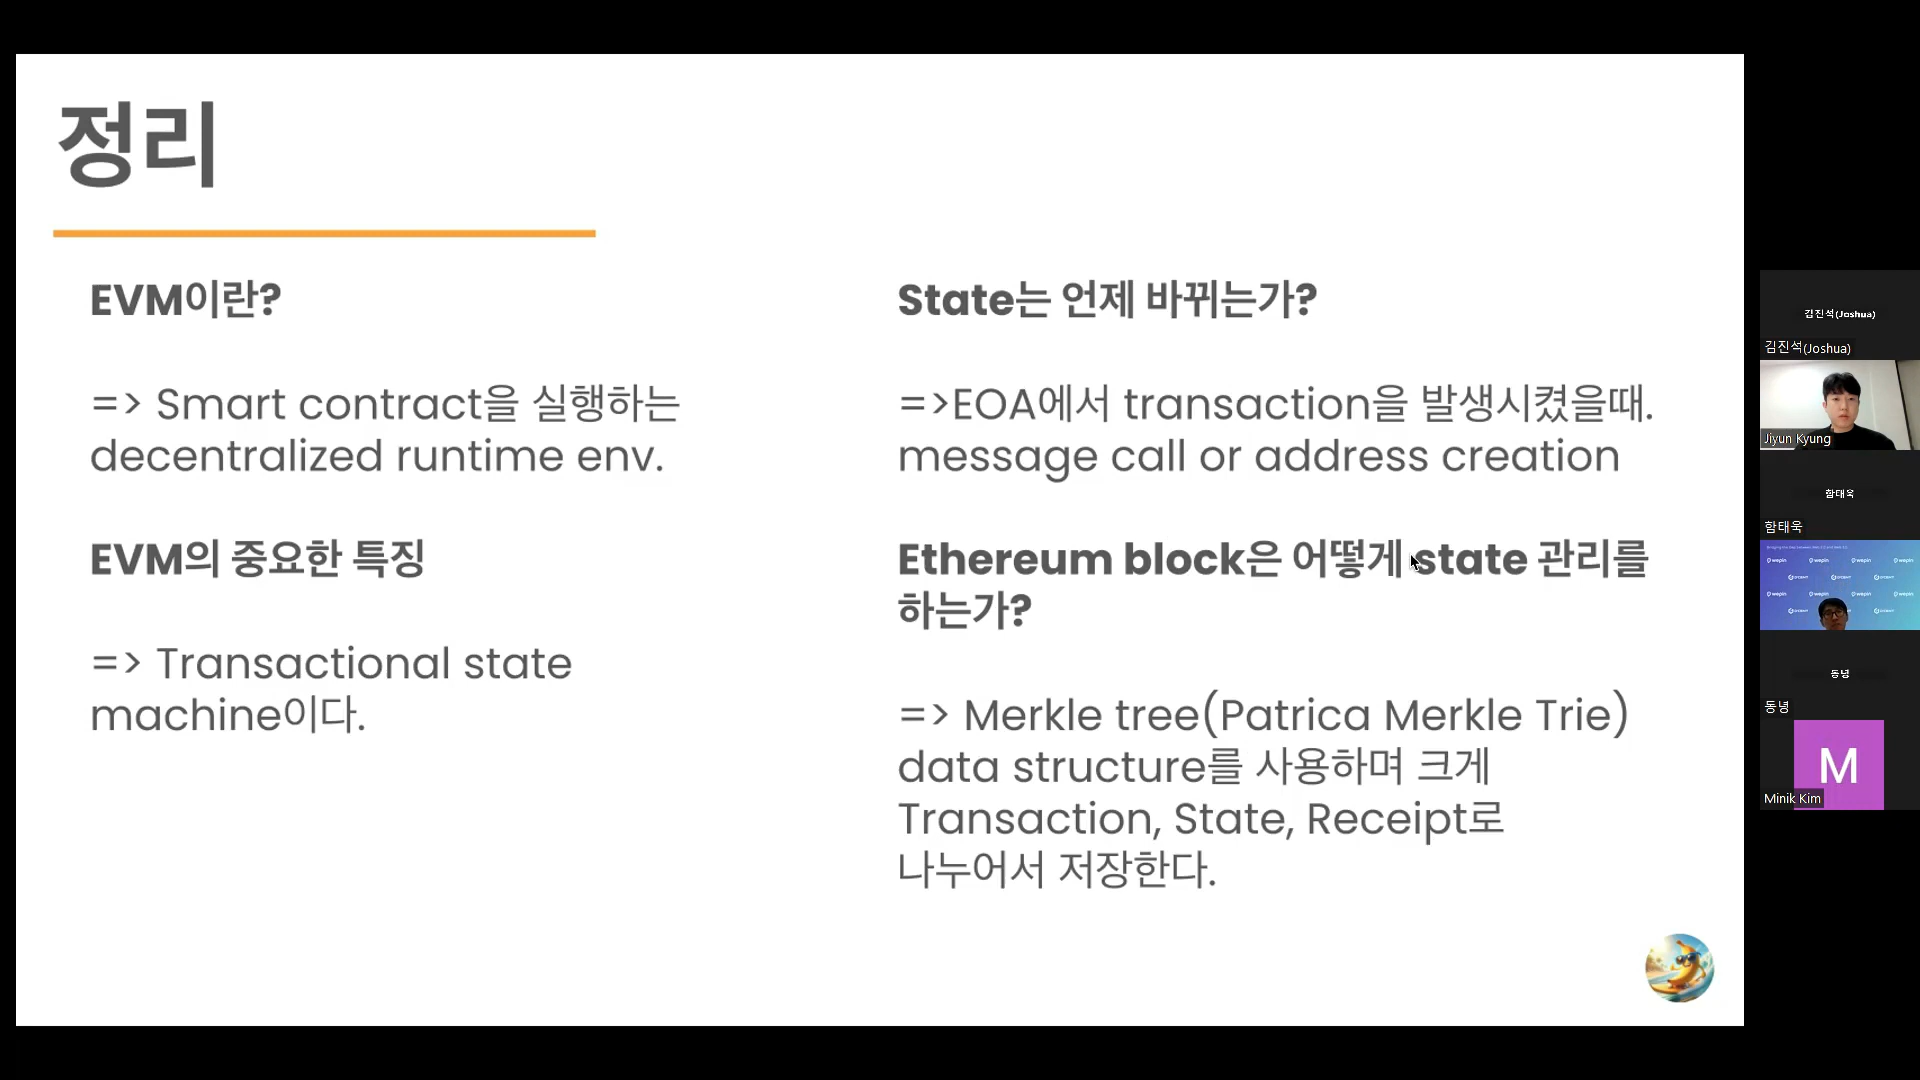 정리
EVM이란?
=> Smart contract을 실행하는
decentralized runtime env.
EVM의 중요한 특징
=> Transactional state
machine이다.
State는 언제 바뀌는가?
=>EOA에서 transaction을 발생시켰을때.
message call or address creation
Ethereum block은 어떻게 state 관리를
하는가?
=> Merkle tree(Patrica Merkle Trie)
data structure를 사용하며 크게
Transaction, State, Receipt로
나누어서 저장한다.
김진석(Joshua)
김진석(Joshua)
Jiyun Kyung
함태욱
함태욱
wepin wepin wepin wepin
wepin wepin wepin wepin
동녕
동녕
M
Minik Kim